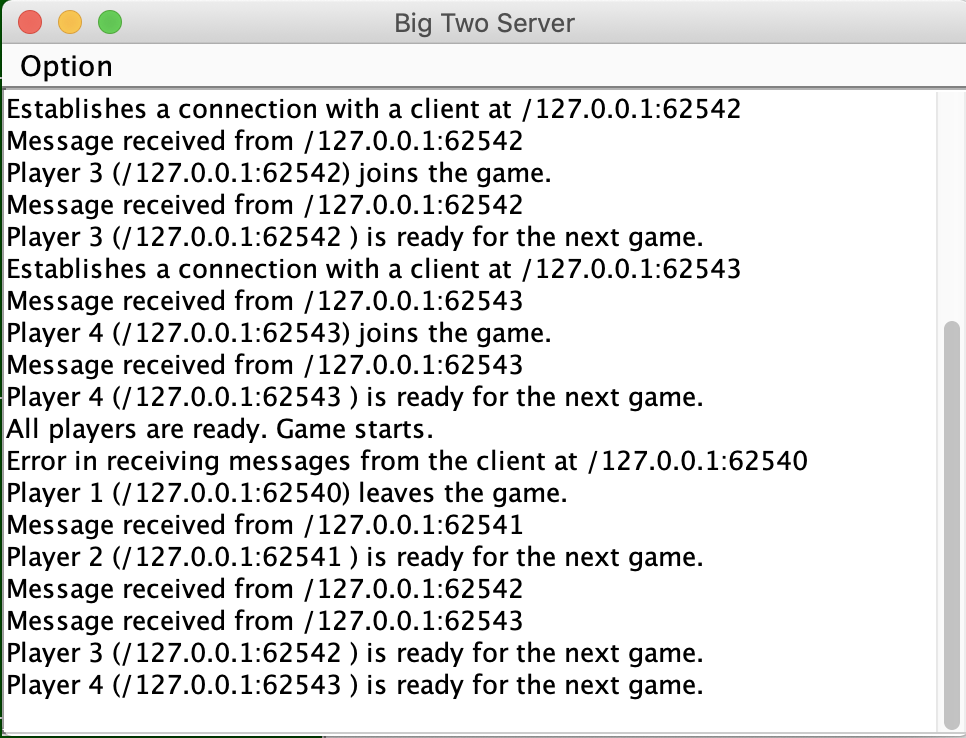 Big Two Server
Option
Establishes a connection with a client at /127.0.0.1:62542
Message received from /127.0.0.1:62542
Player 3 (/127.0.0.1:62542) joins the game.
Message received from /127.0.0.1:62542
Player 3 (/127.0.0.1:62542 ) is ready for the next game.
Establishes a connection with a client at /127.0.0.1:62543
Message received from /127.0.0.1:62543
Player 4 (/127.0.0.1:62543) joins the game.
Message received from /127.0.0.1:62543
Player 4 (/127.0.0.1:62543 ) is ready for the next game.
All players are ready. Game starts.
Error in receiving messages from the client at /127.0.0.1:62540
Player 1 (/127.0.0.1:62540) leaves the game.
Message received from /127.0.0.1:62541
Player 2 (/127.0.0.1:62541 ) is ready for the next game.
Message received from /127.0.0.1:62542
Message received from /127.0.0.1:62543
Player 3 (/127.0.0.1:62542 ) is ready for the next game.
Player 4 (/127.0.0.1:62543 ) is ready for the next game.